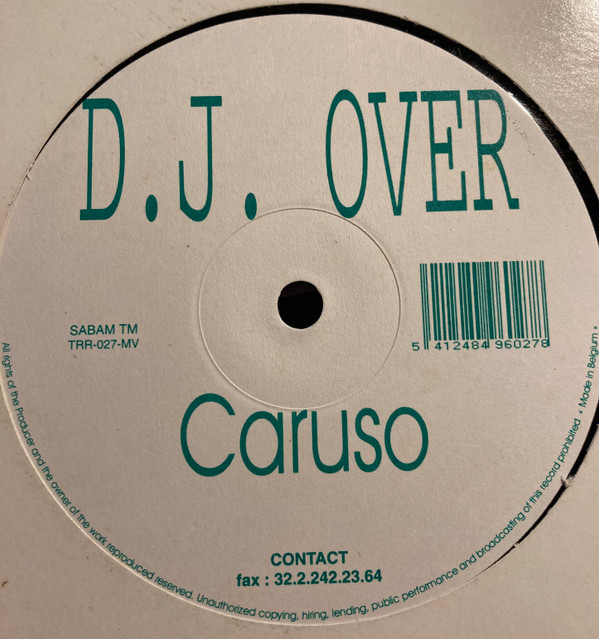 D.J. OVER
SABAM TM
TRR-027-MV
5 412484 960278
Caruso
CONTACT
fax : 32.2.242.23.64
All rights of the Producer and the owner of the work reproduced reserved. Unauthorized copying, hiring, lending, public performance and broadcasting of this record prohibited * Made in Belgium *